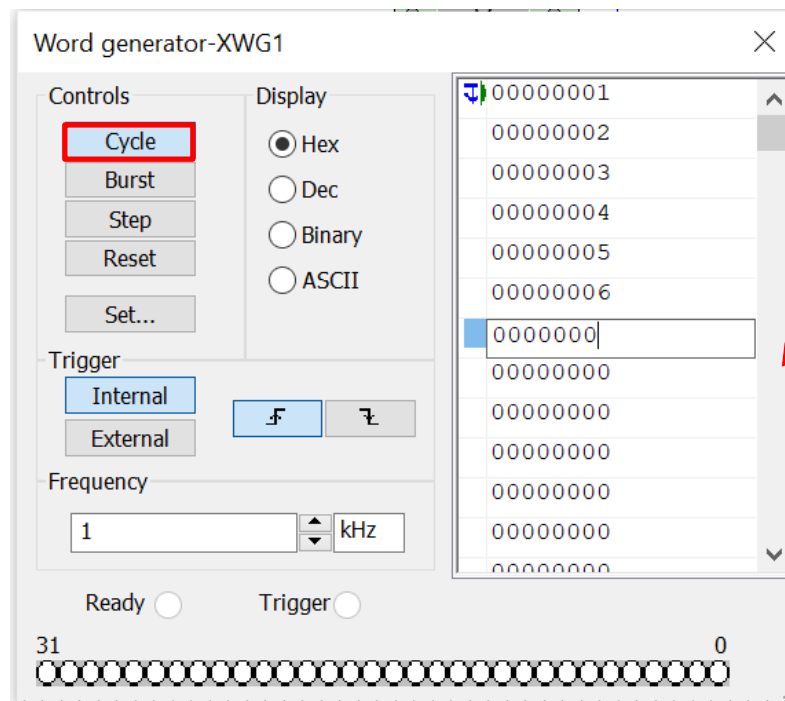 Word generator-XWG1
Controls
Cycle
Burst
Step
Reset
Set...
Display
Hex
Dec
Binary
ASCII
Trigger
Internal
External
Frequency
1
kHz
Ready
Trigger
31
0
00000001
00000002
00000003
00000004
00000005
00000006
0000000
00000000
00000000
00000000
00000000
00000000
00000000